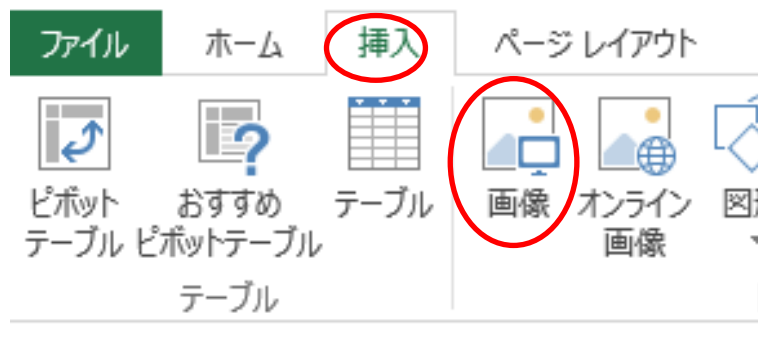 ファイル ホーム 挿入 ページ レイアウト
ピボット おすすめ テーブル 画像 オンライン
テーブル ピボットテーブル 画像
テーブル